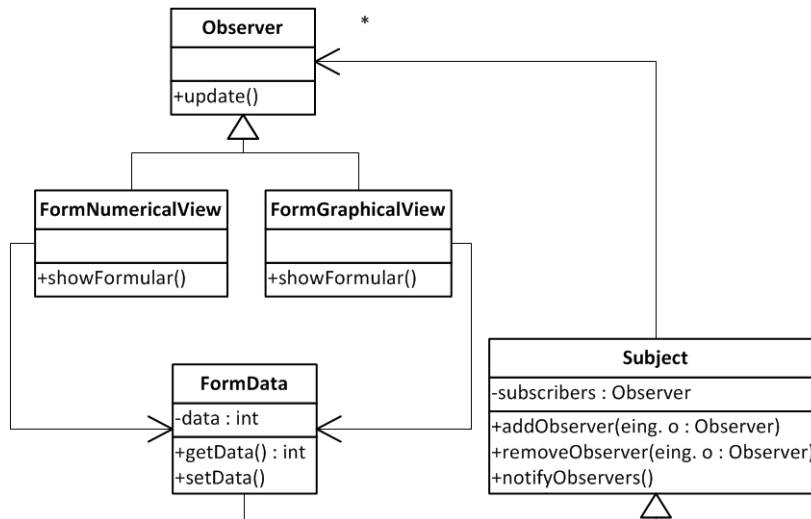 Observer
*
+update()
FormNumericalView
+showFormular()
FormGraphicalView
+showFormular()
FormData
-data : int
+getData() : int
+setData()
Subject
-subscribers : Observer
+addObserver(eing. o : Observer)
+removeObserver(eing. o : Observer)
+notifyObservers()